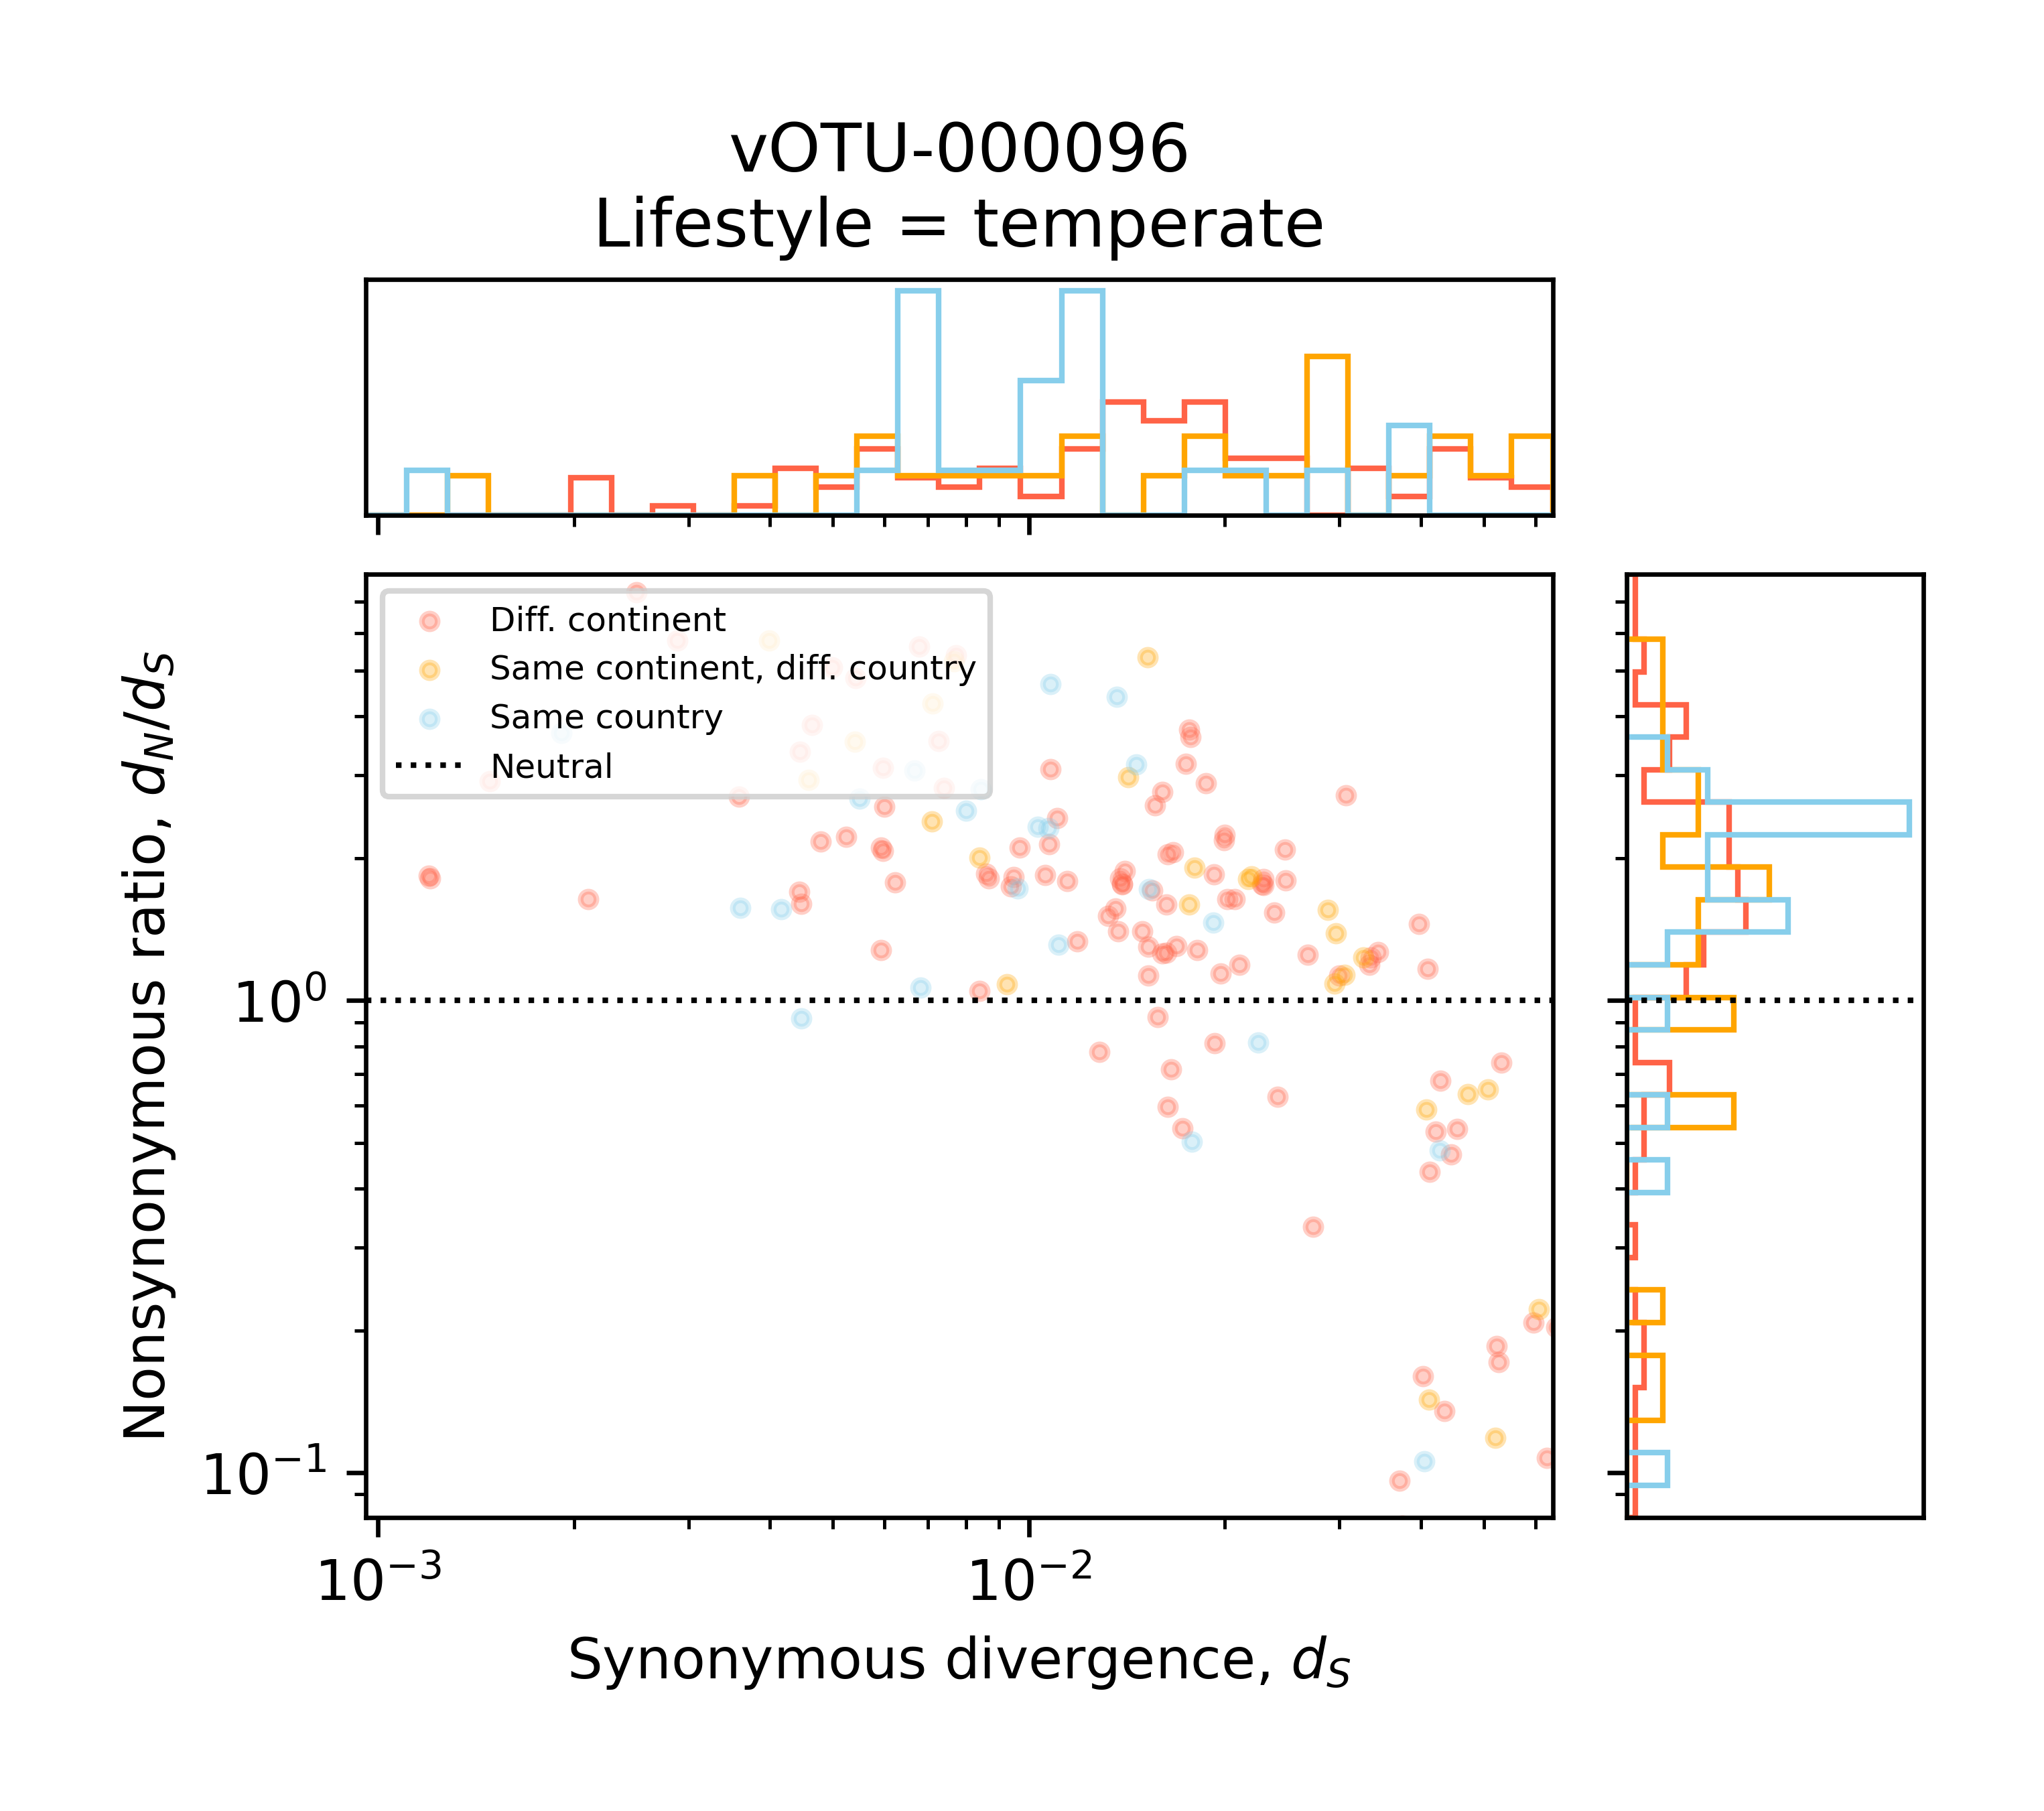 vOTU-000096
Lifestyle = temperate
Diff. continent
Same continent, diff. country
Same country
Neutral
Nonsynonymous ratio, $d_N/d_S$
$10^0$
$10^{-1}$
$10^{-3}$
$10^{-2}$
Synonymous divergence, $d_S$